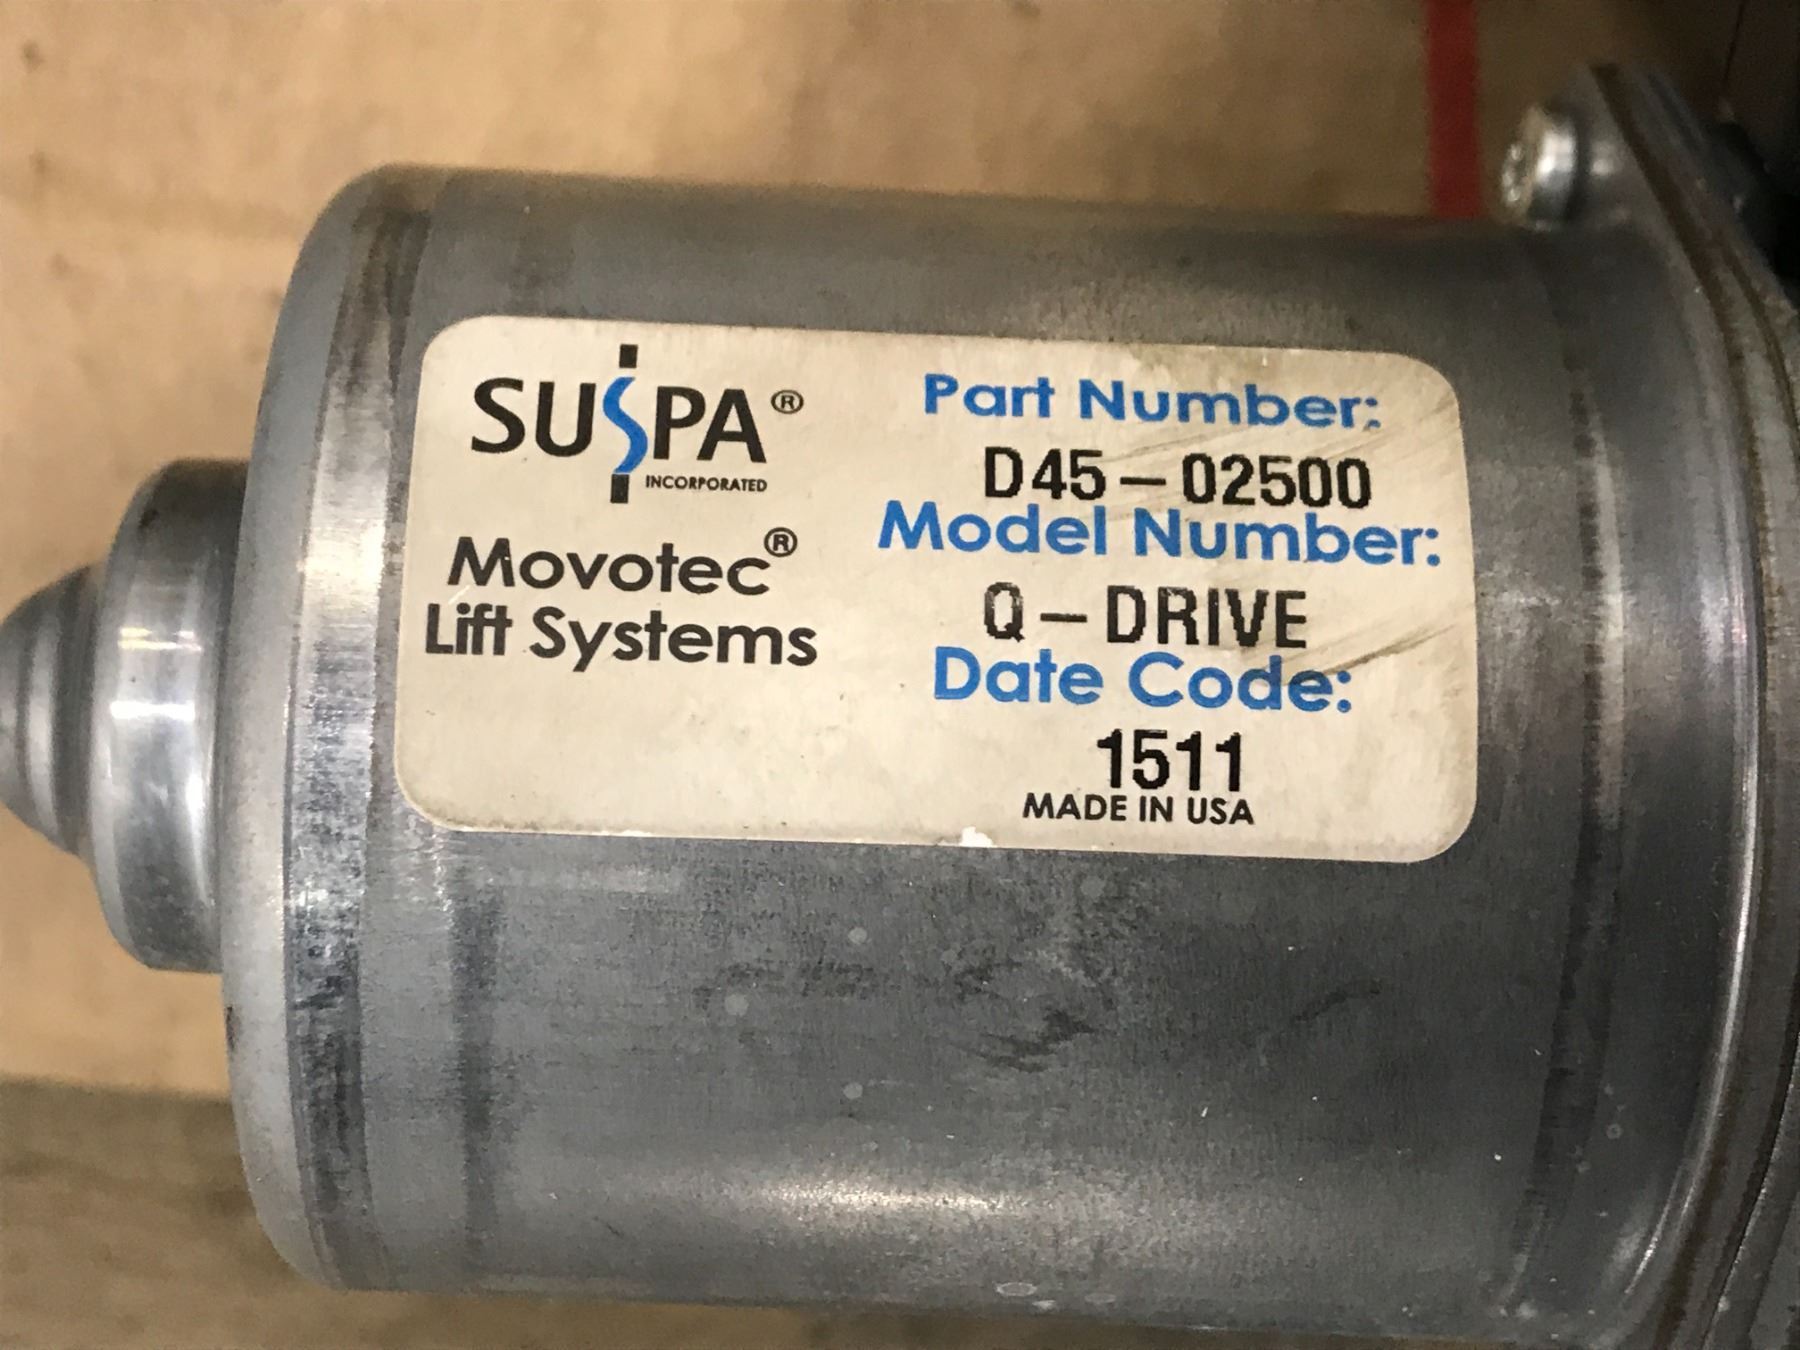 SUSPA®
INCORPORATED
Movotec®
Lift Systems
Part Number:
D45-02500
Model Number:
Q-DRIVE
Date Code:
1511
MADE IN USA